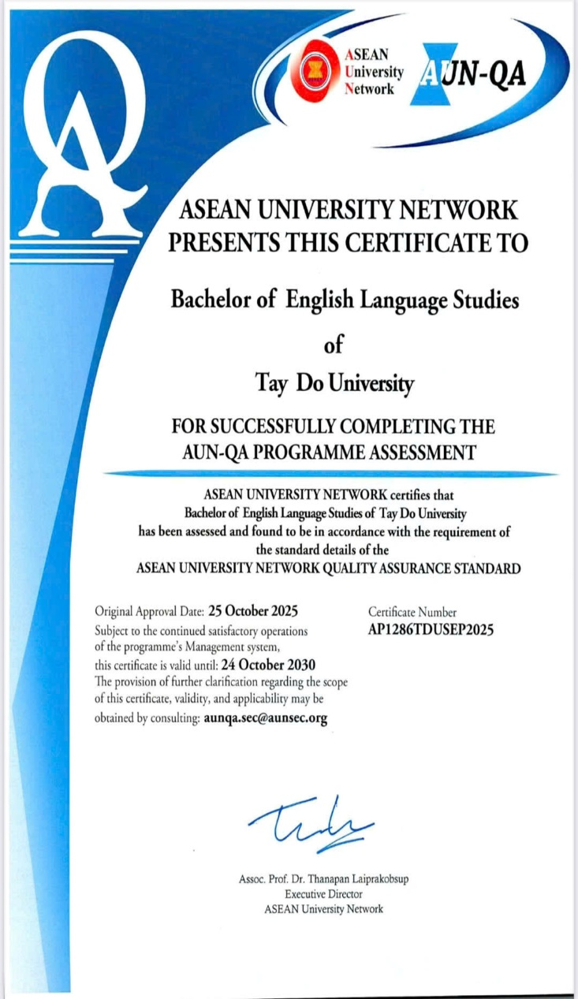 QA
ASEAN
University
Network
AUN-QA
ASEAN UNIVERSITY NETWORK
PRESENTS THIS CERTIFICATE TO
Bachelor of English Language Studies
of
Tay Do University
FOR SUCCESSFULLY COMPLETING THE
AUN-QA PROGRAMME ASSESSMENT
ASEAN UNIVERSITY NETWORK certifies that
Bachelor of English Language Studies of Tay Do University
has been assessed and found to be in accordance with the requirement of
the standard details of the
ASEAN UNIVERSITY NETWORK QUALITY ASSURANCE STANDARD
Original Approval Date: 25 October 2025
Subject to the continued satisfactory operations
of the programme's Management system,
this certificate is valid until: 24 October 2030
The provision of further clarification regarding the scope
of this certificate, validity, and applicability may be
obtained by consulting: aunqa.sec@aunsec.org
Certificate Number
AP1286TDUSEP2025
Assoc. Prof. Dr. Thanapan Laiprakobsup
Executive Director
ASEAN University Network